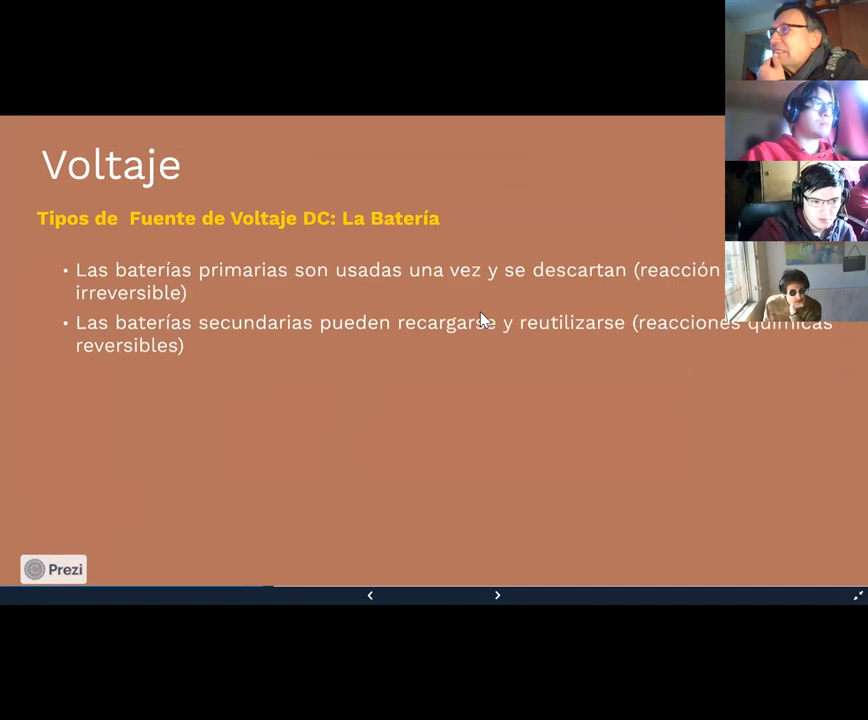 Voltaje
Tipos de Fuente de Voltaje DC: La Batería
• Las baterías primarias son usadas una vez y se descartan (reacción
irreversible)
• Las baterías secundarias pueden recargarse y reutilizarse (reacciones químicas
reversibles)
Prezi